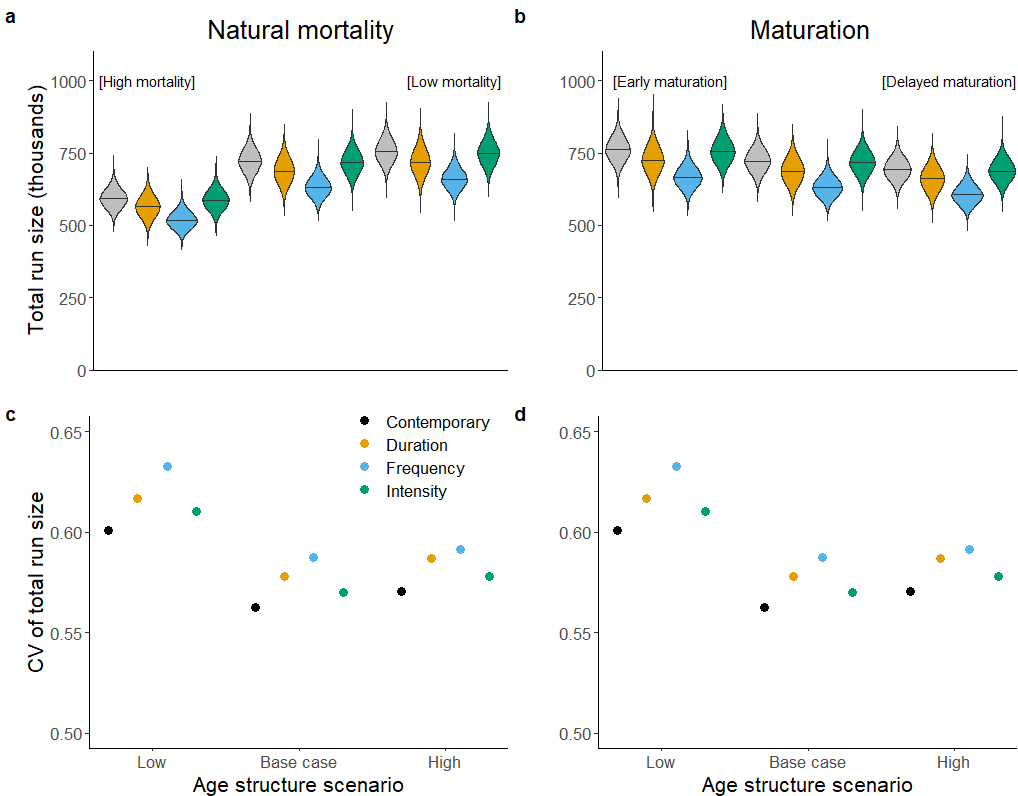 a
Natural mortality
b
Maturation
[High mortality]
[Low mortality]
[Early maturation]
[Delayed maturation]
Total run size (thousands)
1000
750
500
250
0
1000
750
500
250
0
c
Contemporary
Duration
Frequency
Intensity
d
CV of total run size
0.65
0.60
0.55
0.50
0.65
0.60
0.55
0.50
Low
Base case
High
Age structure scenario
Low
Base case
High
Age structure scenario